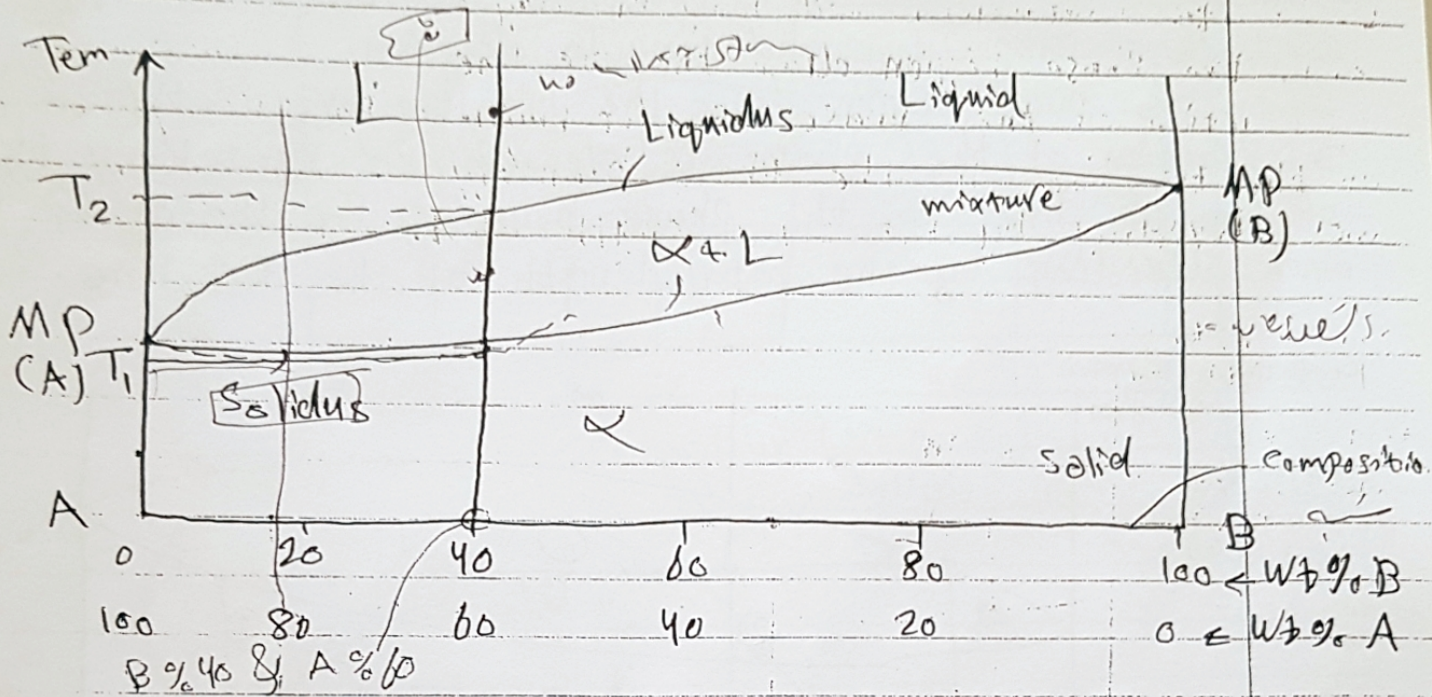 Tem
Liquid
Liquidus
T2
mixture
MP
(B)
α + L
MP
(A) T1
Solidus
α
Solid
compositio
A
B
0 20 40 60 80 100 ← Wt % B
100 80 60 40 20 0 ← Wt % A
B %40 & A %60